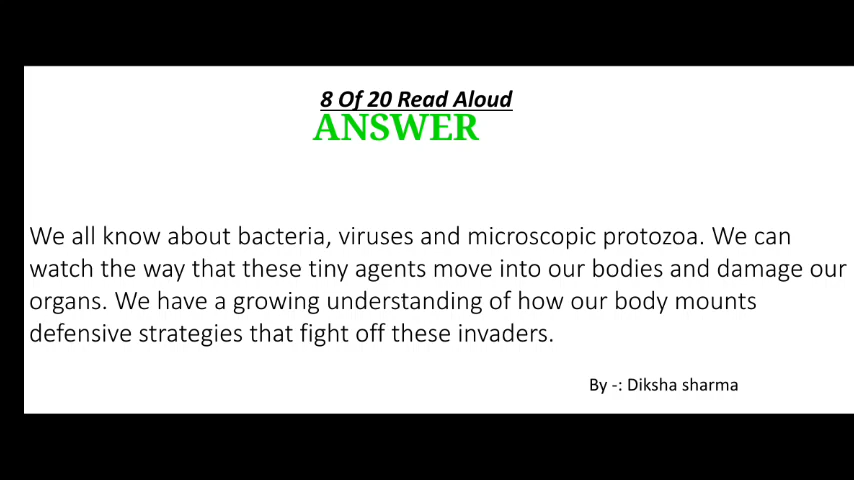 8 Of 20 Read Aloud
ANSWER
We all know about bacteria, viruses and microscopic protozoa. We can
watch the way that these tiny agents move into our bodies and damage our
organs. We have a growing understanding of how our body mounts
defensive strategies that fight off these invaders.
By -: Diksha sharma